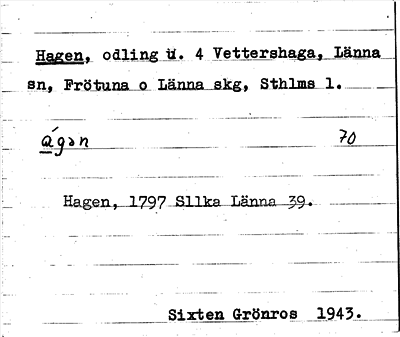 Hagen, odling u. 4 Vettershaga, Länna
sn, Frötuna o Länna skg, Sthlms l.
ágən 70
Hagen, 1797 Sllka Länna 39.
Sixten Grönros 1943.